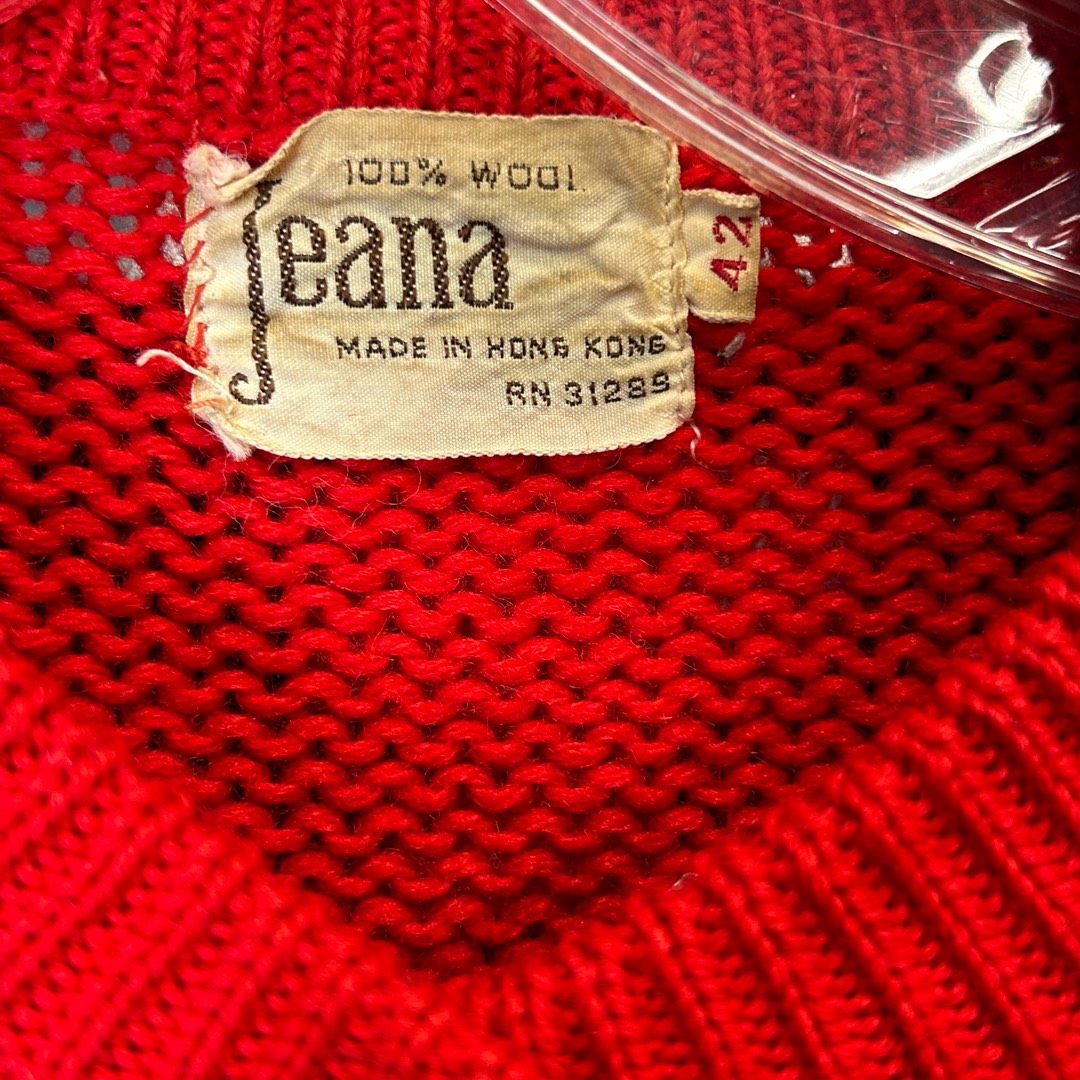 100% WOOL
Jeana
42
MADE IN HONG KONG
RN 31289